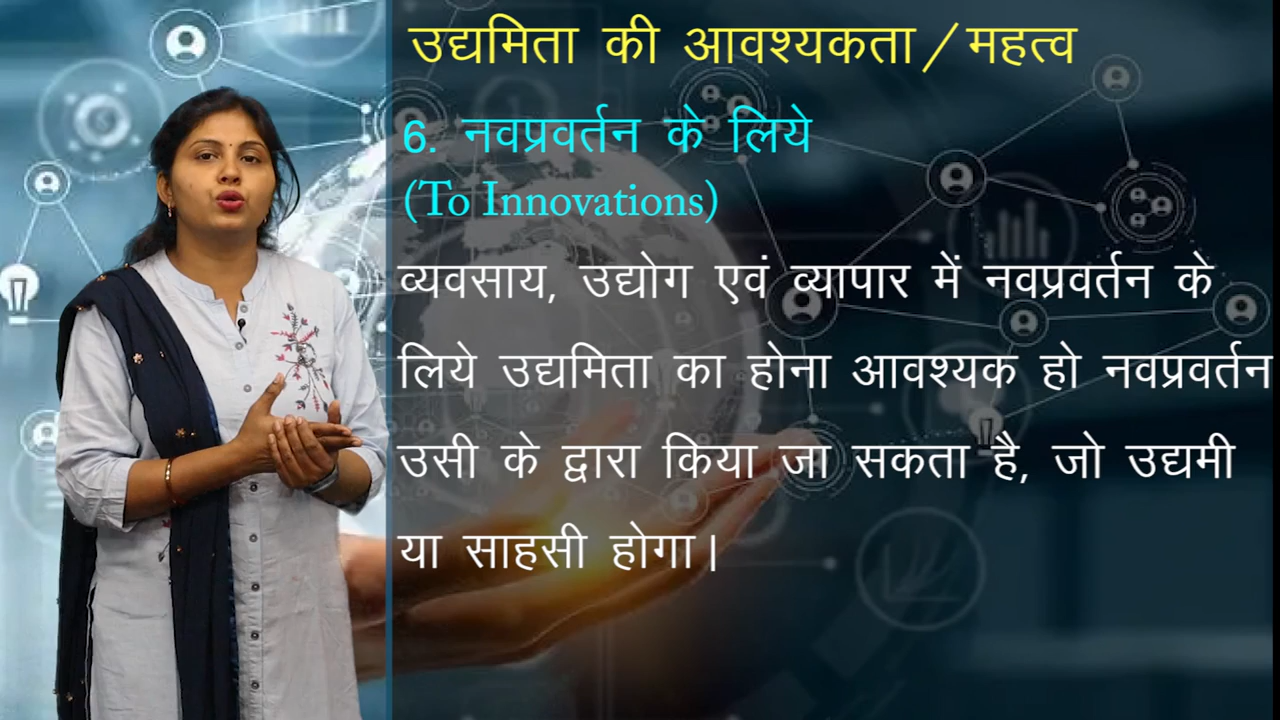 उद्यमिता की आवश्यकता/महत्व
6. नवप्रवर्तन के लिये
(To Innovations)
व्यवसाय, उद्योग एवं व्यापार में नवप्रवर्तन के
लिये उद्यमिता का होना आवश्यक हो नवप्रवर्तन
उसी के द्वारा किया जा सकता है, जो उद्यमी
या साहसी होगा।